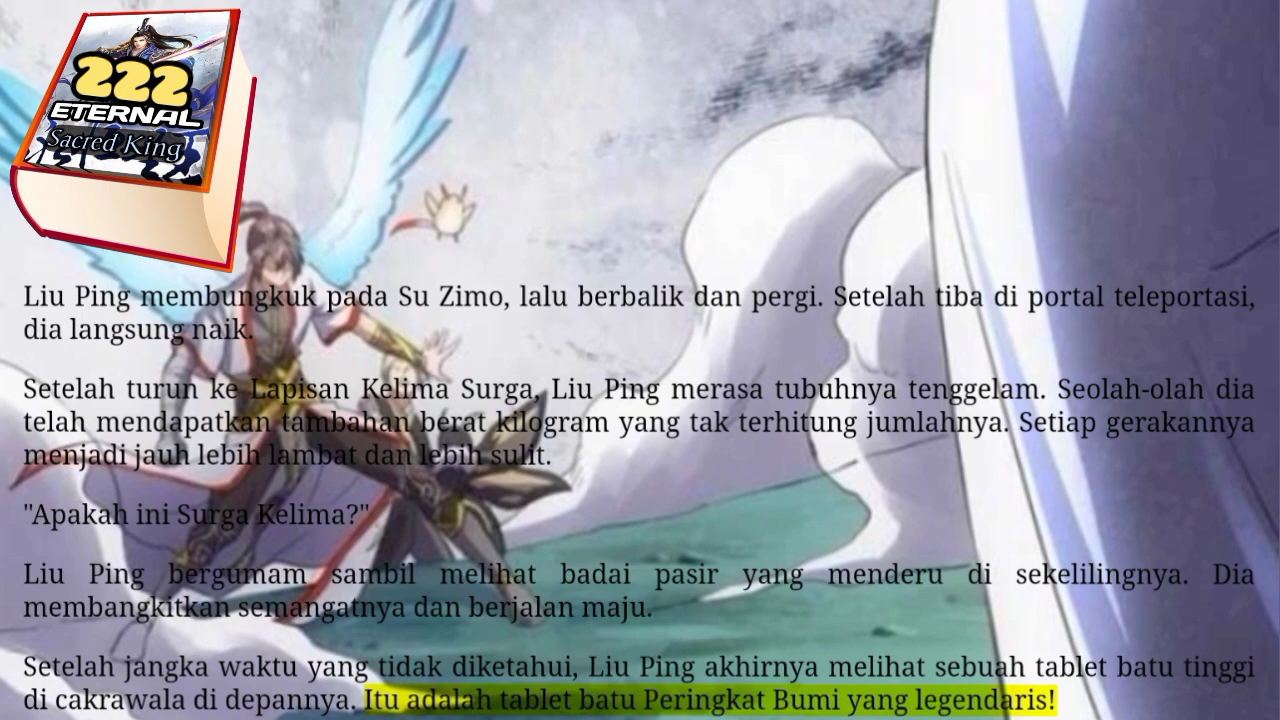 222
ETERNAL
Sacred King
Liu Ping membungkuk pada Su Zimo, lalu berbalik dan pergi. Setelah tiba di portal teleportasi,
dia langsung naik.
Setelah turun ke Lapisan Kelima Surga, Liu Ping merasa tubuhnya tenggelam. Seolah-olah dia
telah mendapatkan tambahan berat kilogram yang tak terhitung jumlahnya. Setiap gerakannya
menjadi jauh lebih lambat dan lebih sulit.
"Apakah ini Surga Kelima?"
Liu Ping bergumam sambil melihat badai pasir yang menderu di sekelilingnya. Dia
membangkitkan semangatnya dan berjalan maju.
Setelah jangka waktu yang tidak diketahui, Liu Ping akhirnya melihat sebuah tablet batu tinggi
di cakrawala di depannya. Itu adalah tablet batu Peringkat Bumi yang legendaris!